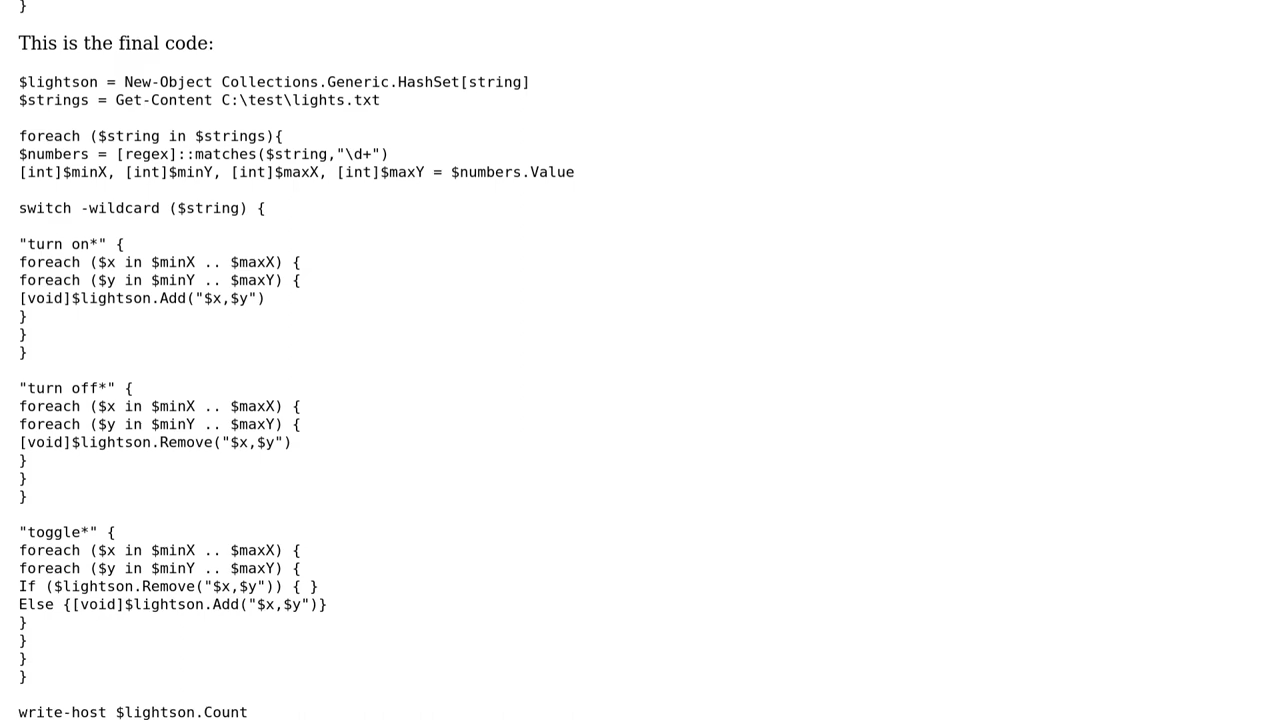 }
This is the final code:
$lightson = New-Object Collections.Generic.HashSet[string]
$strings = Get-Content C:\test\lights.txt
foreach ($string in $strings){
$numbers = [regex]::matches($string,"\d+")
[int]$minX, [int]$minY, [int]$maxX, [int]$maxY = $numbers.Value
switch -wildcard ($string) {
"turn on*" {
foreach ($x in $minX .. $maxX) {
foreach ($y in $minY .. $maxY) {
[void]$lightson.Add("$x,$y")
}
}
}
"turn off*" {
foreach ($x in $minX .. $maxX) {
foreach ($y in $minY .. $maxY) {
[void]$lightson.Remove("$x,$y")
}
}
}
"toggle*" {
foreach ($x in $minX .. $maxX) {
foreach ($y in $minY .. $maxY) {
If ($lightson.Remove("$x,$y")) { }
Else {[void]$lightson.Add("$x,$y")}
}
}
}
}
write-host $lightson.Count